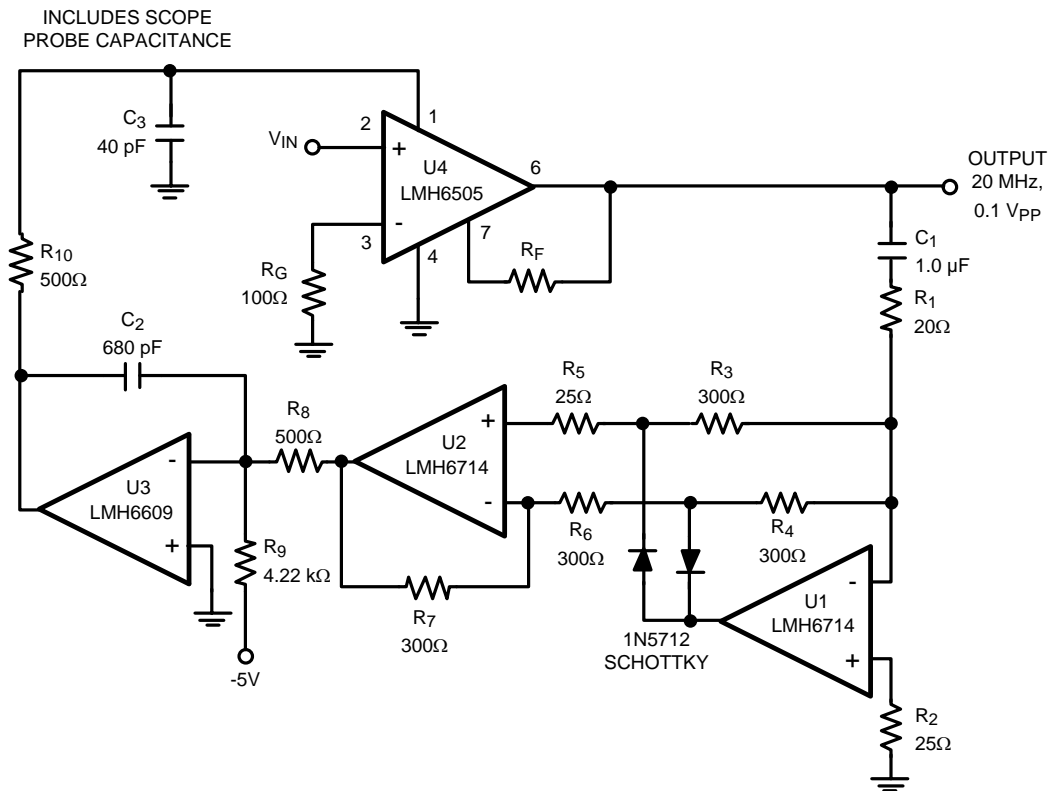 INCLUDES SCOPE
PROBE CAPACITANCE
C3
40 pF
VIN
2
+
1
U4
LMH6505
6
-
3
7
4
RG
100Ω
RF
OUTPUT
20 MHz,
0.1 VPP
C1
1.0 µF
R1
20Ω
R10
500Ω
C2
680 pF
R8
500Ω
U2
LMH6714
+
-
R5
25Ω
R3
300Ω
R6
300Ω
R4
300Ω
U3
LMH6609
-
+
R9
4.22 kΩ
-5V
R7
300Ω
1N5712
SCHOTTKY
U1
LMH6714
-
+
R2
25Ω